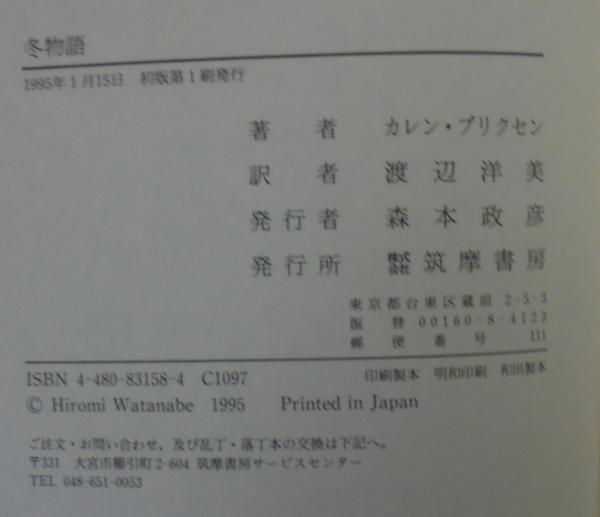 冬物語
1995年1月15日 初版第1刷発行
著者 カレン・ブリクセン
訳者 渡辺洋美
発行者 森本政彦
発行所 株式会社 筑摩書房
東京都台東区蔵前 2-5-3
振替 00160-8-4123
郵便番号 111
ISBN 4-480-83158-4 C1097 印刷製本 明和印刷 和田製本
© Hiromi Watanabe 1995 Printed in Japan
ご注文・お問い合わせ、及び乱丁・落丁本の交換は下記へ。
〒331 大宮市櫛引町2-604 筑摩書房サービスセンター
TEL 048-651-0053